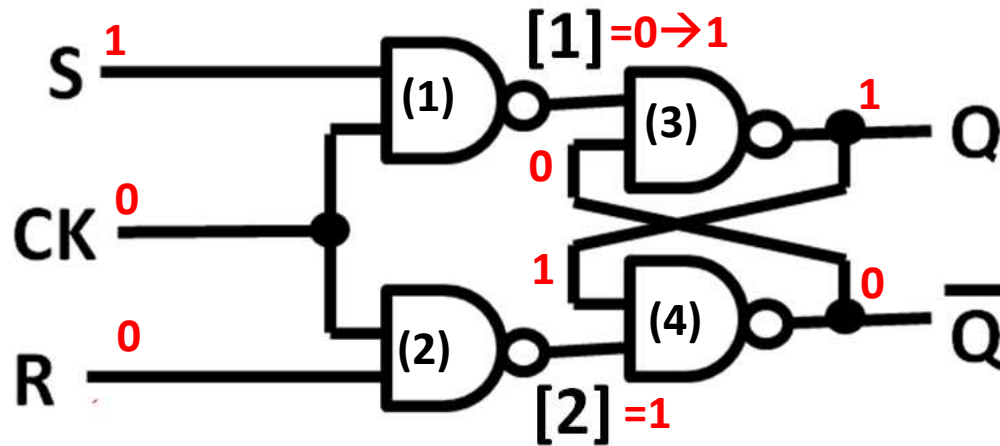 [1] =0→1
S 1
(1)
(3)
1
Q
0
CK 0
1
0
(4)
Q̅
R 0
(2)
[2] =1